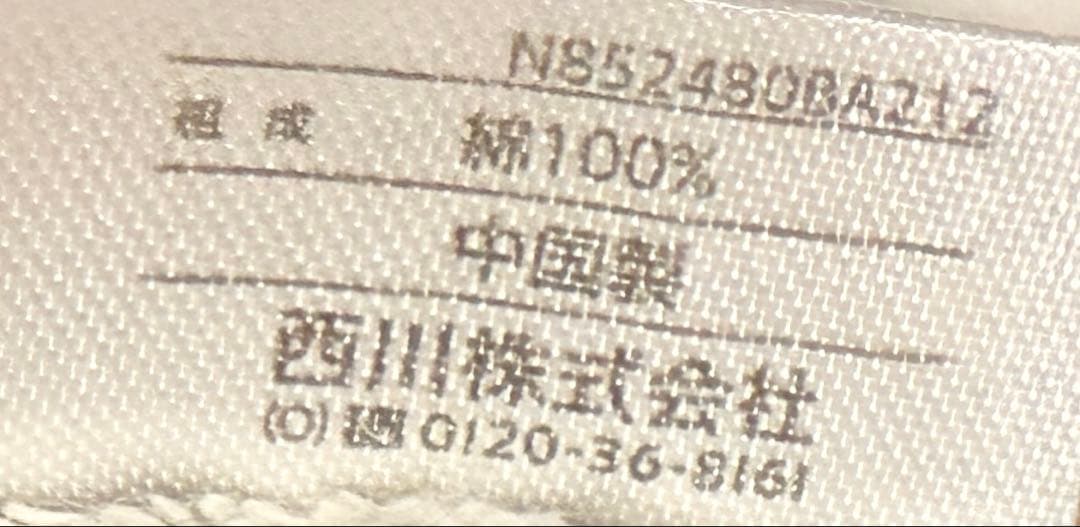 N852480BA212
組成 綿100%
中国製
西川株式会社
(O) 0120-36-8161